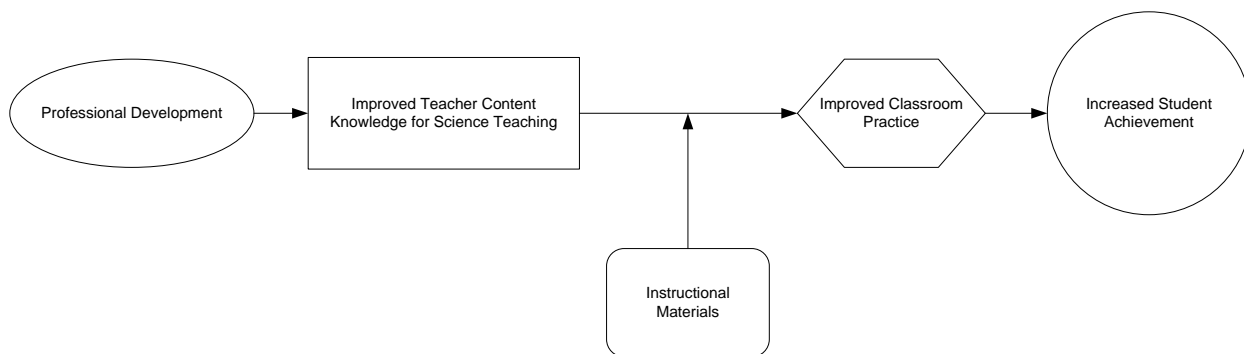 Professional Development
Improved Teacher Content
Knowledge for Science Teaching
Improved Classroom
Practice
Increased Student
Achievement
Instructional
Materials